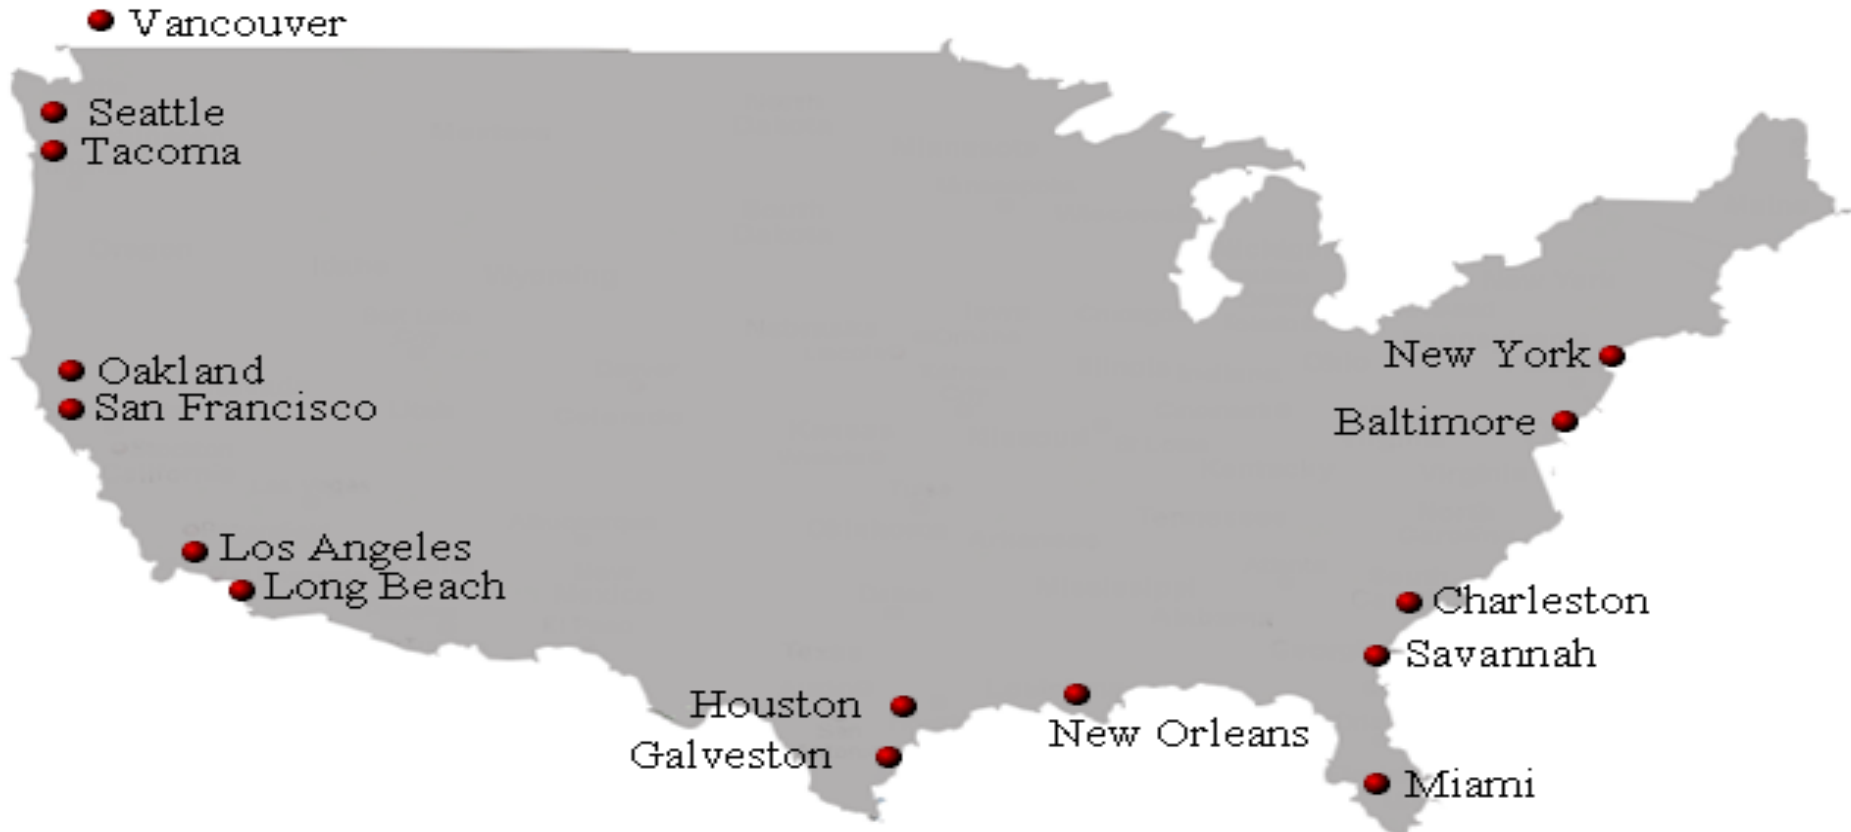 Vancouver
Seattle
Tacoma
Oakland
San Francisco
New York
Baltimore
Los Angeles
Long Beach
Charleston
Savannah
Houston
New Orleans
Galveston
Miami